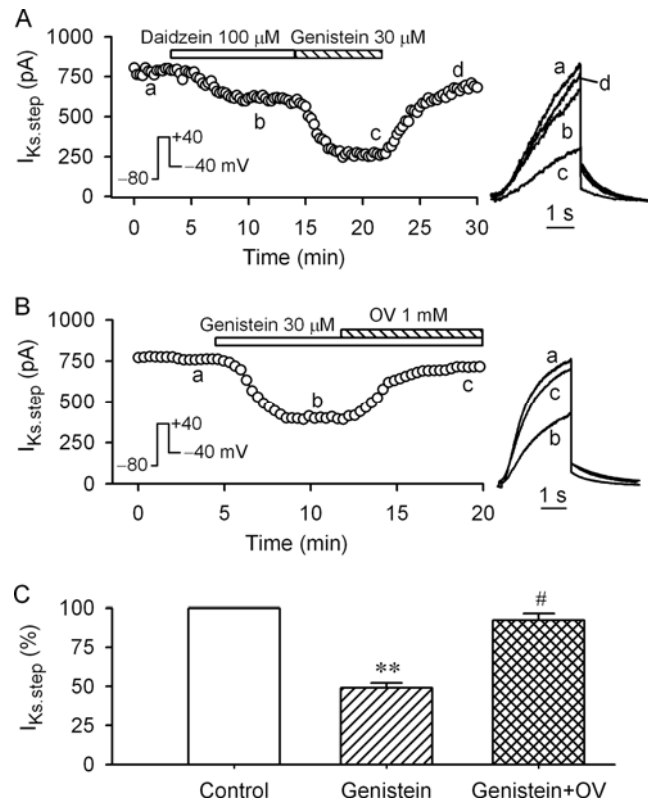 A
1000
750
500
250
0
I_Ks.step (pA)
Daidzein 100 μM
Genistein 30 μM
a
b
c
d
+40
−40 mV
−80
0 5 10 15 20 25 30
Time (min)
a
d
b
c
1 s
B
1000
750
500
250
0
I_Ks.step (pA)
OV 1 mM
Genistein 30 μM
a
b
c
+40
−40 mV
−80
0 5 10 15 20
Time (min)
a
c
b
1 s
C
100
75
50
25
0
I_Ks.step (%)
**
#
Control Genistein Genistein+OV